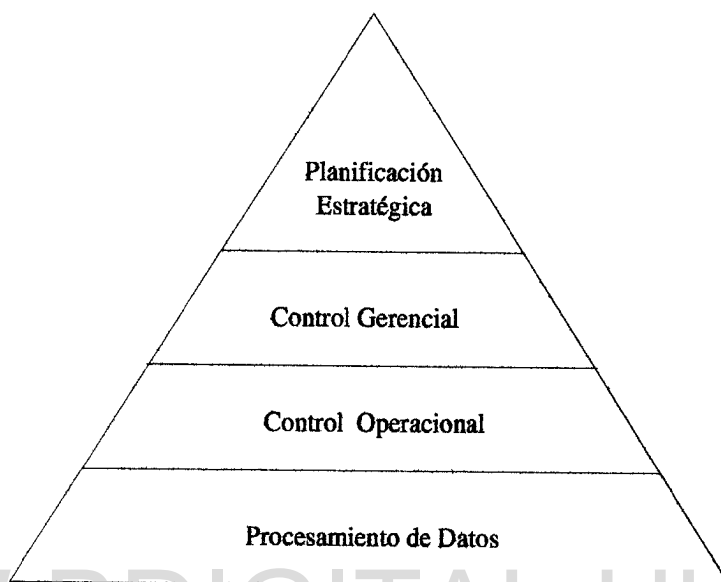 Planificación
Estratégica
Control Gerencial
Control Operacional
Procesamiento de Datos